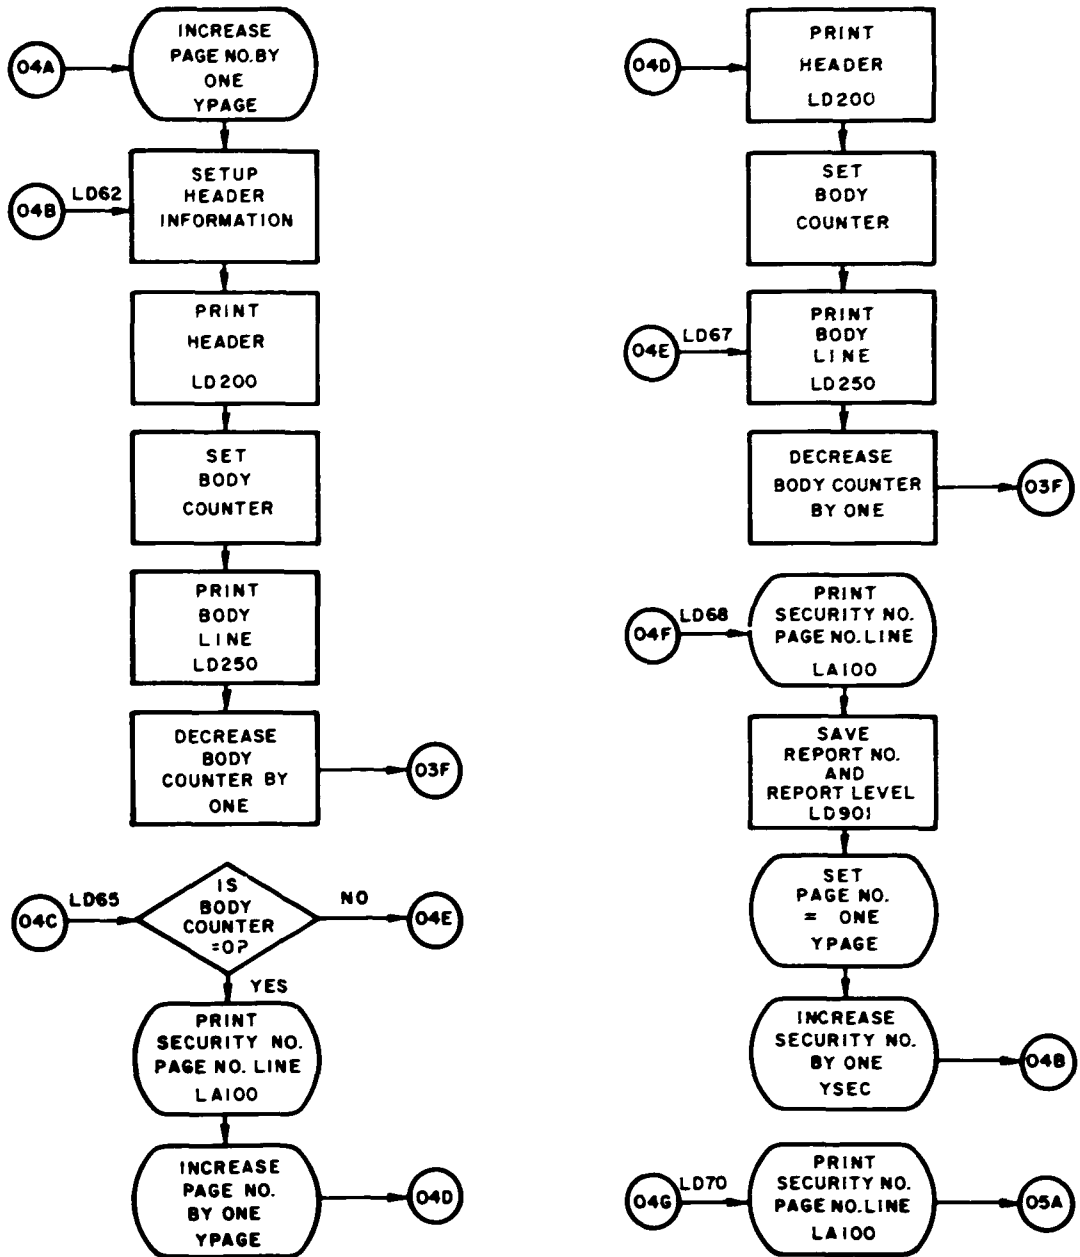 INCREASE
PAGE NO. BY
ONE
YPAGE
04A
SETUP
HEADER
INFORMATION
04B
LD62
PRINT
HEADER
LD200
SET
BODY
COUNTER
PRINT
BODY
LINE
LD250
DECREASE
BODY
COUNTER BY
ONE
03F
04C
LD65
IS
BODY
COUNTER
=0?
NO
04E
YES
PRINT
SECURITY NO.
PAGE NO. LINE
LA100
INCREASE
PAGE NO.
BY ONE
YPAGE
04D
04D
PRINT
HEADER
LD200
SET
BODY
COUNTER
04E
LD67
PRINT
BODY
LINE
LD250
DECREASE
BODY COUNTER
BY ONE
03F
04F
LD68
PRINT
SECURITY NO.
PAGE NO. LINE
LA100
SAVE
REPORT NO.
AND
REPORT LEVEL
LD901
SET
PAGE NO.
= ONE
YPAGE
INCREASE
SECURITY NO.
BY ONE
YSEC
04B
04G
LD70
PRINT
SECURITY NO.
PAGE NO. LINE
LA100
05A